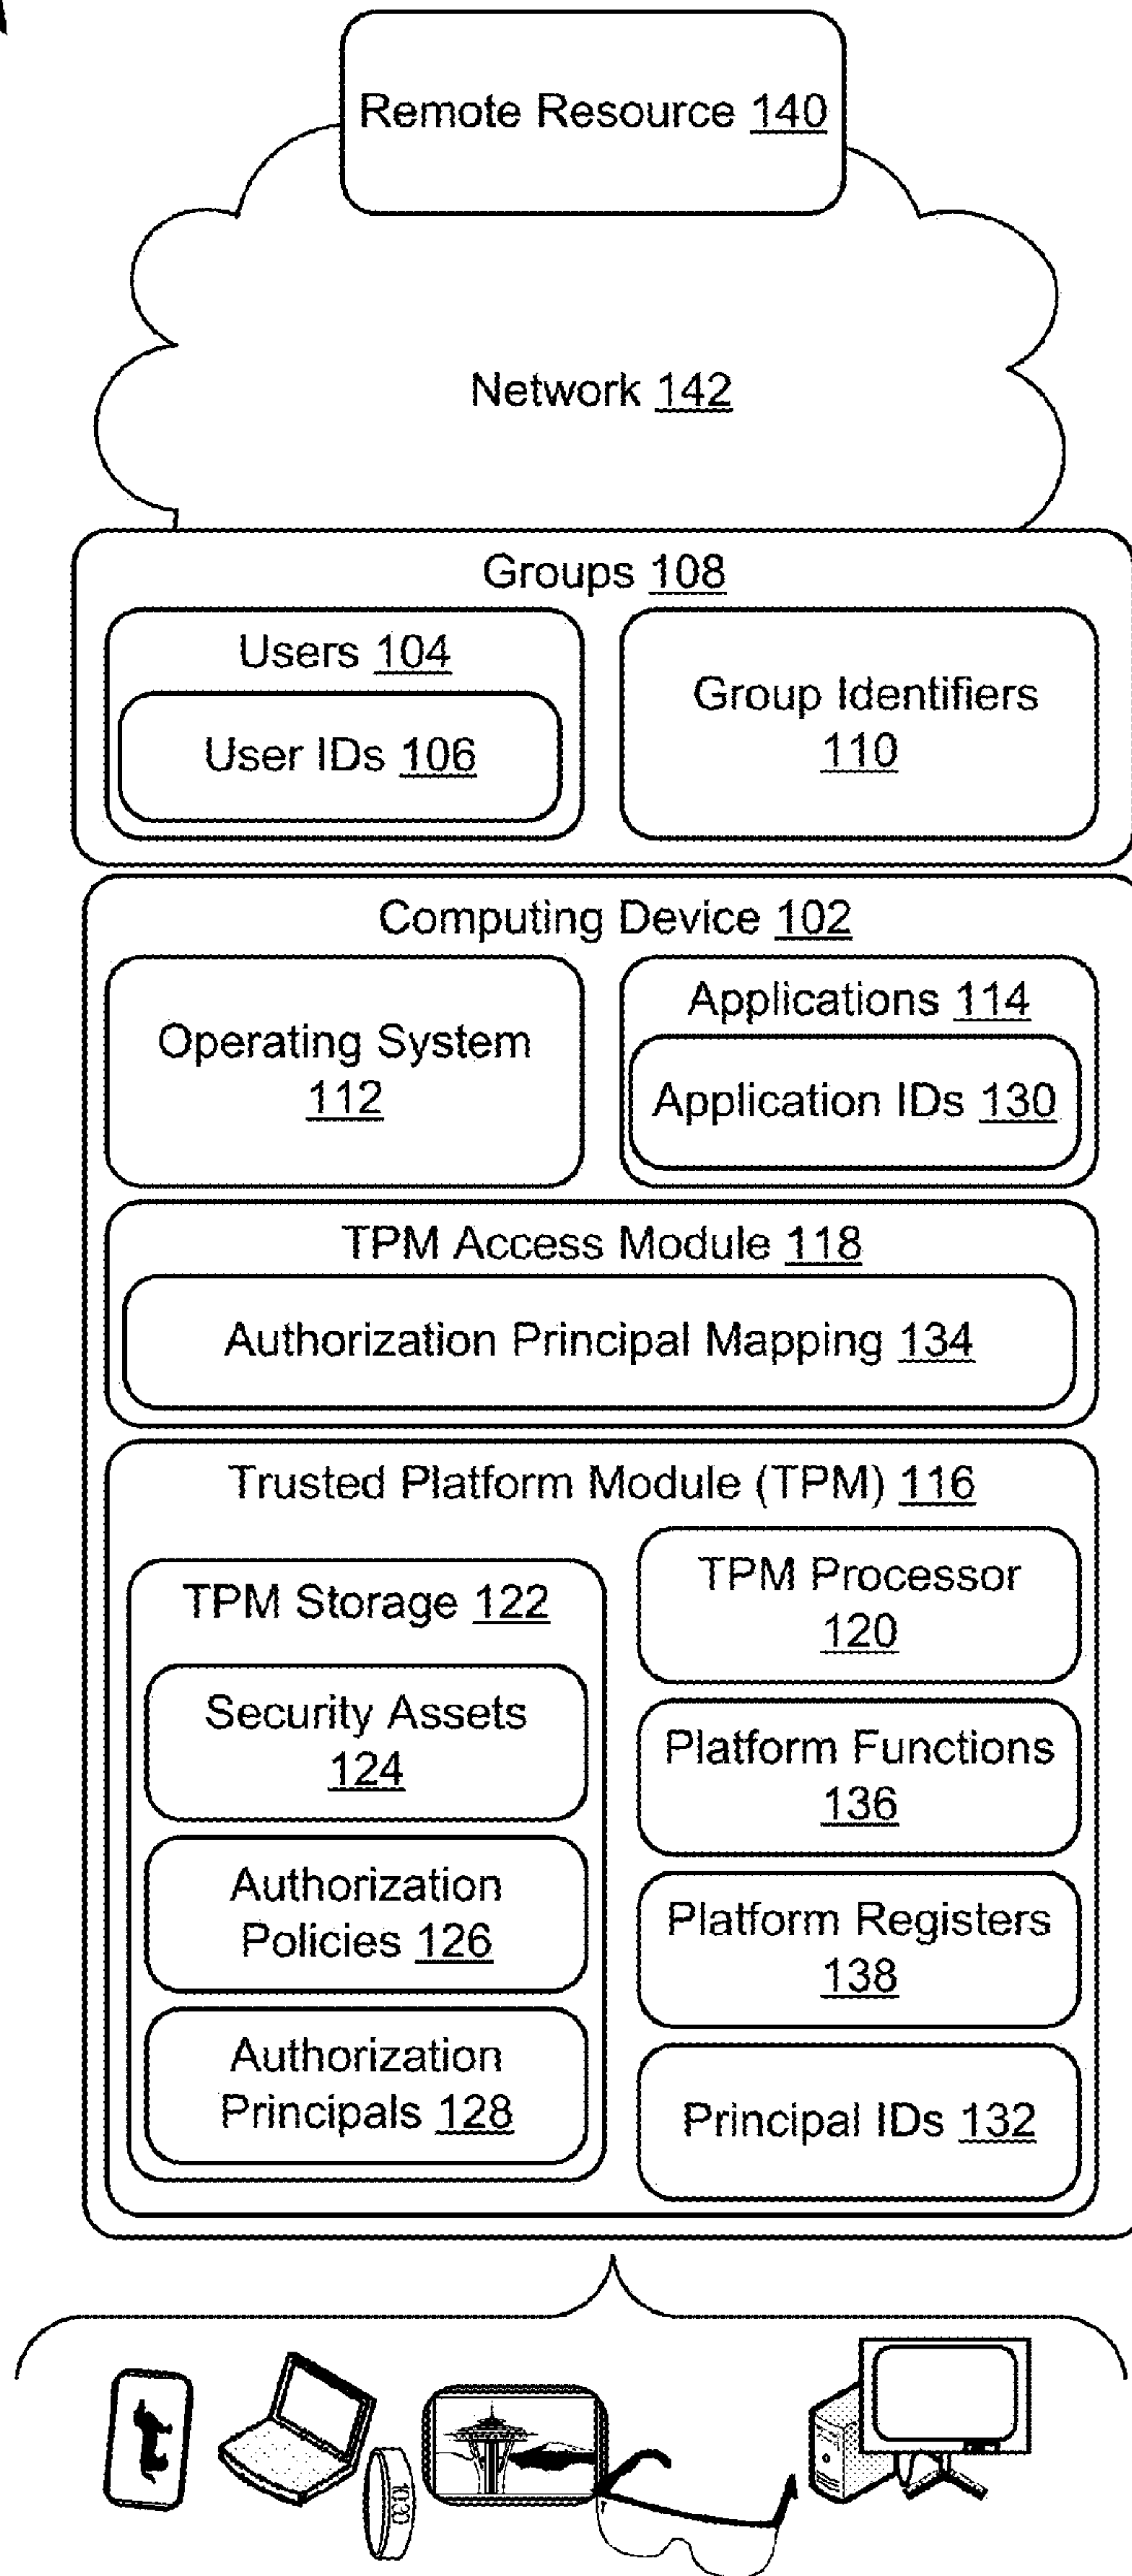 Remote Resource 140
Network 142
Groups 108
Users 104
User IDs 106
Group Identifiers
110
Computing Device 102
Operating System
112
Applications 114
Application IDs 130
TPM Access Module 118
Authorization Principal Mapping 134
Trusted Platform Module (TPM) 116
TPM Storage 122
Security Assets
124
Authorization
Policies 126
Authorization
Principals 128
TPM Processor
120
Platform Functions
136
Platform Registers
138
Principal IDs 132
10:30